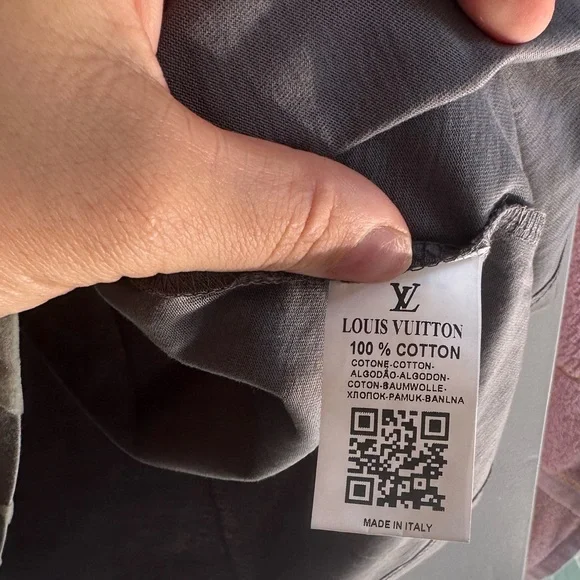 LV
LOUIS VUITTON
100 % COTTON
COTONE-COTTON-
ALGODÃO-ALGODON-
COTON-BAUMWOLLE-
ХЛОПОК-PAMUK-BANLNA
MADE IN ITALY